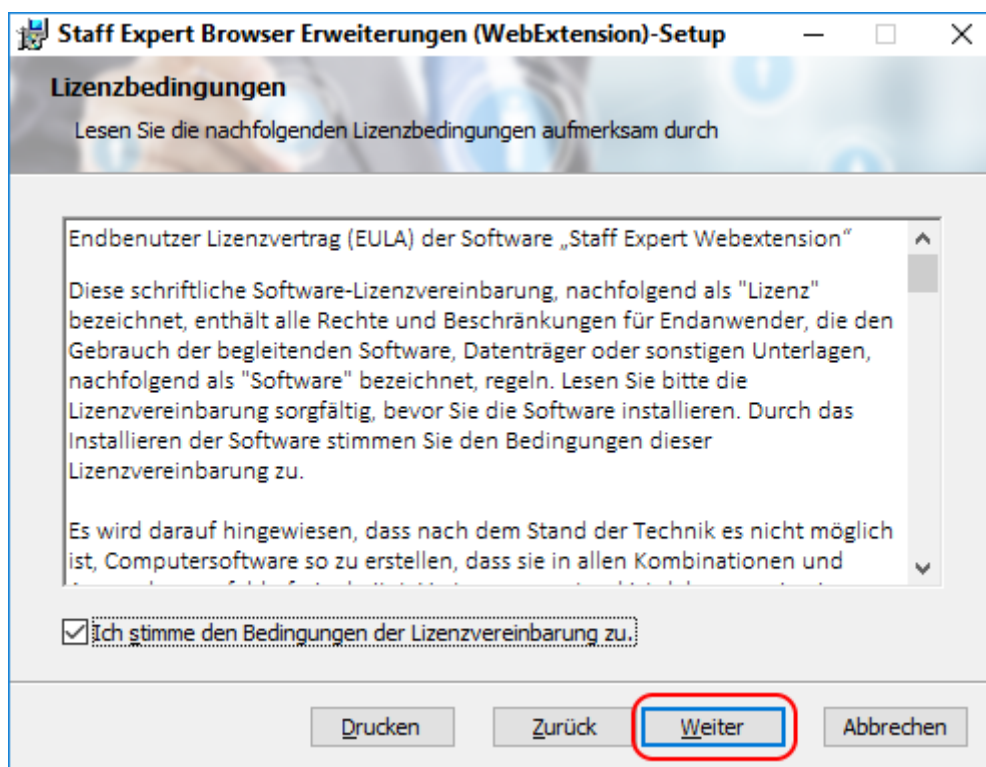 Staff Expert Browser Erweiterungen (WebExtension)-Setup
Lizenzbedingungen
Lesen Sie die nachfolgenden Lizenzbedingungen aufmerksam durch
Endbenutzer Lizenzvertrag (EULA) der Software „Staff Expert Webextension“
Diese schriftliche Software-Lizenzvereinbarung, nachfolgend als "Lizenz"
bezeichnet, enthält alle Rechte und Beschränkungen für Endanwender, die den
Gebrauch der begleitenden Software, Datenträger oder sonstigen Unterlagen,
nachfolgend als "Software" bezeichnet, regeln. Lesen Sie bitte die
Lizenzvereinbarung sorgfältig, bevor Sie die Software installieren. Durch das
Installieren der Software stimmen Sie den Bedingungen dieser
Lizenzvereinbarung zu.
Es wird darauf hingewiesen, dass nach dem Stand der Technik es nicht möglich
ist, Computersoftware so zu erstellen, dass sie in allen Kombinationen und
Ich stimme den Bedingungen der Lizenzvereinbarung zu.
Drucken Zurück Weiter Abbrechen